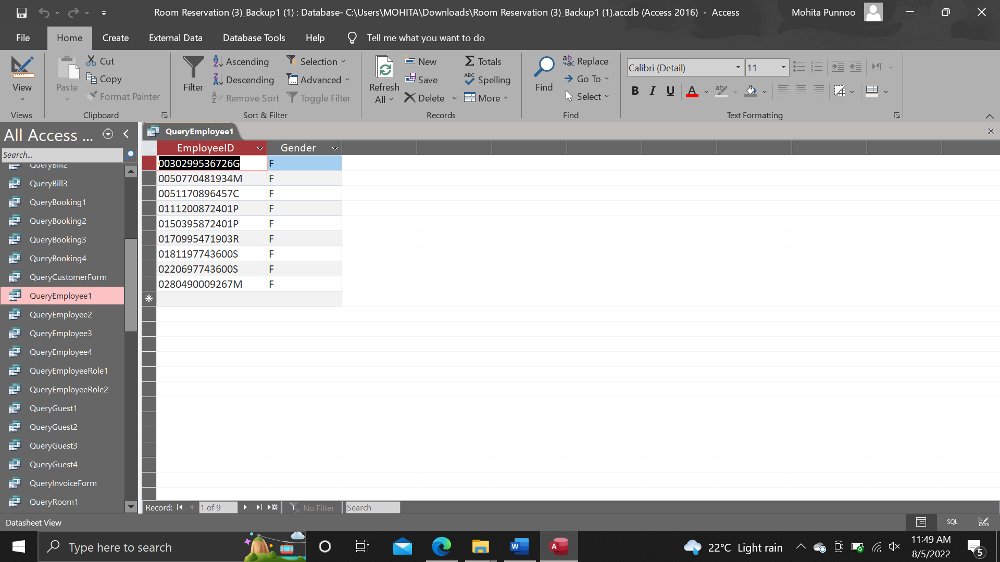 Room Reservation (3)_Backup1 (1) : Database- C:\Users\MOHITA\Downloads\Room Reservation (3)_Backup1 (1).accdb (Access 2016) - Access
Mohita Punnoo
File Home Create External Data Database Tools Help Tell me what you want to do
View
Views
Paste
Cut
Copy
Format Painter
Clipboard
Filter
Ascending
Descending
Remove Sort
Selection
Advanced
Toggle Filter
Sort & Filter
Refresh
All
New
Save
Delete
Totals
Spelling
More
Records
Find
Replace
Go To
Select
Find
Calibri (Detail)
11
B I U
Text Formatting
All Access ...
Search...
QueryBill2
QueryBill3
QueryBooking1
QueryBooking2
QueryBooking3
QueryBooking4
QueryCustomerForm
QueryEmployee1
QueryEmployee2
QueryEmployee3
QueryEmployee4
QueryEmployeeRole1
QueryEmployeeRole2
QueryGuest1
QueryGuest2
QueryGuest3
QueryGuest4
QueryInvoiceForm
QueryRoom1
QueryEmployee1
EmployeeID Gender
0030299536726G F
0050770481934M F
0051170896457C F
0111200872401P F
0150395872401P F
0170995471903R F
0181197743600S F
0220697743600S F
0280490009267M F
Record: 1 of 9 No Filter Search
Datasheet View
SQL
Type here to search
22°C Light rain
11:49 AM
8/5/2022
5